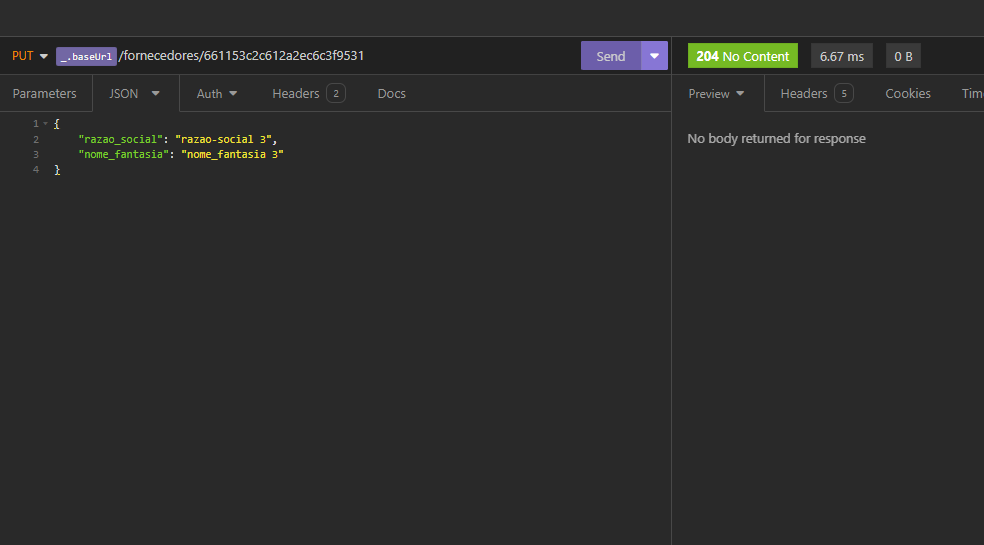 PUT _.baseUrl /fornecedores/661153c2c612a2ec6c3f9531 Send
204 No Content 6.67 ms 0 B
Parameters JSON Auth Headers 2 Docs
Preview Headers 5 Cookies Tim
1 {
2 "razao_social": "razao-social 3",
3 "nome_fantasia": "nome_fantasia 3"
4 }
No body returned for response